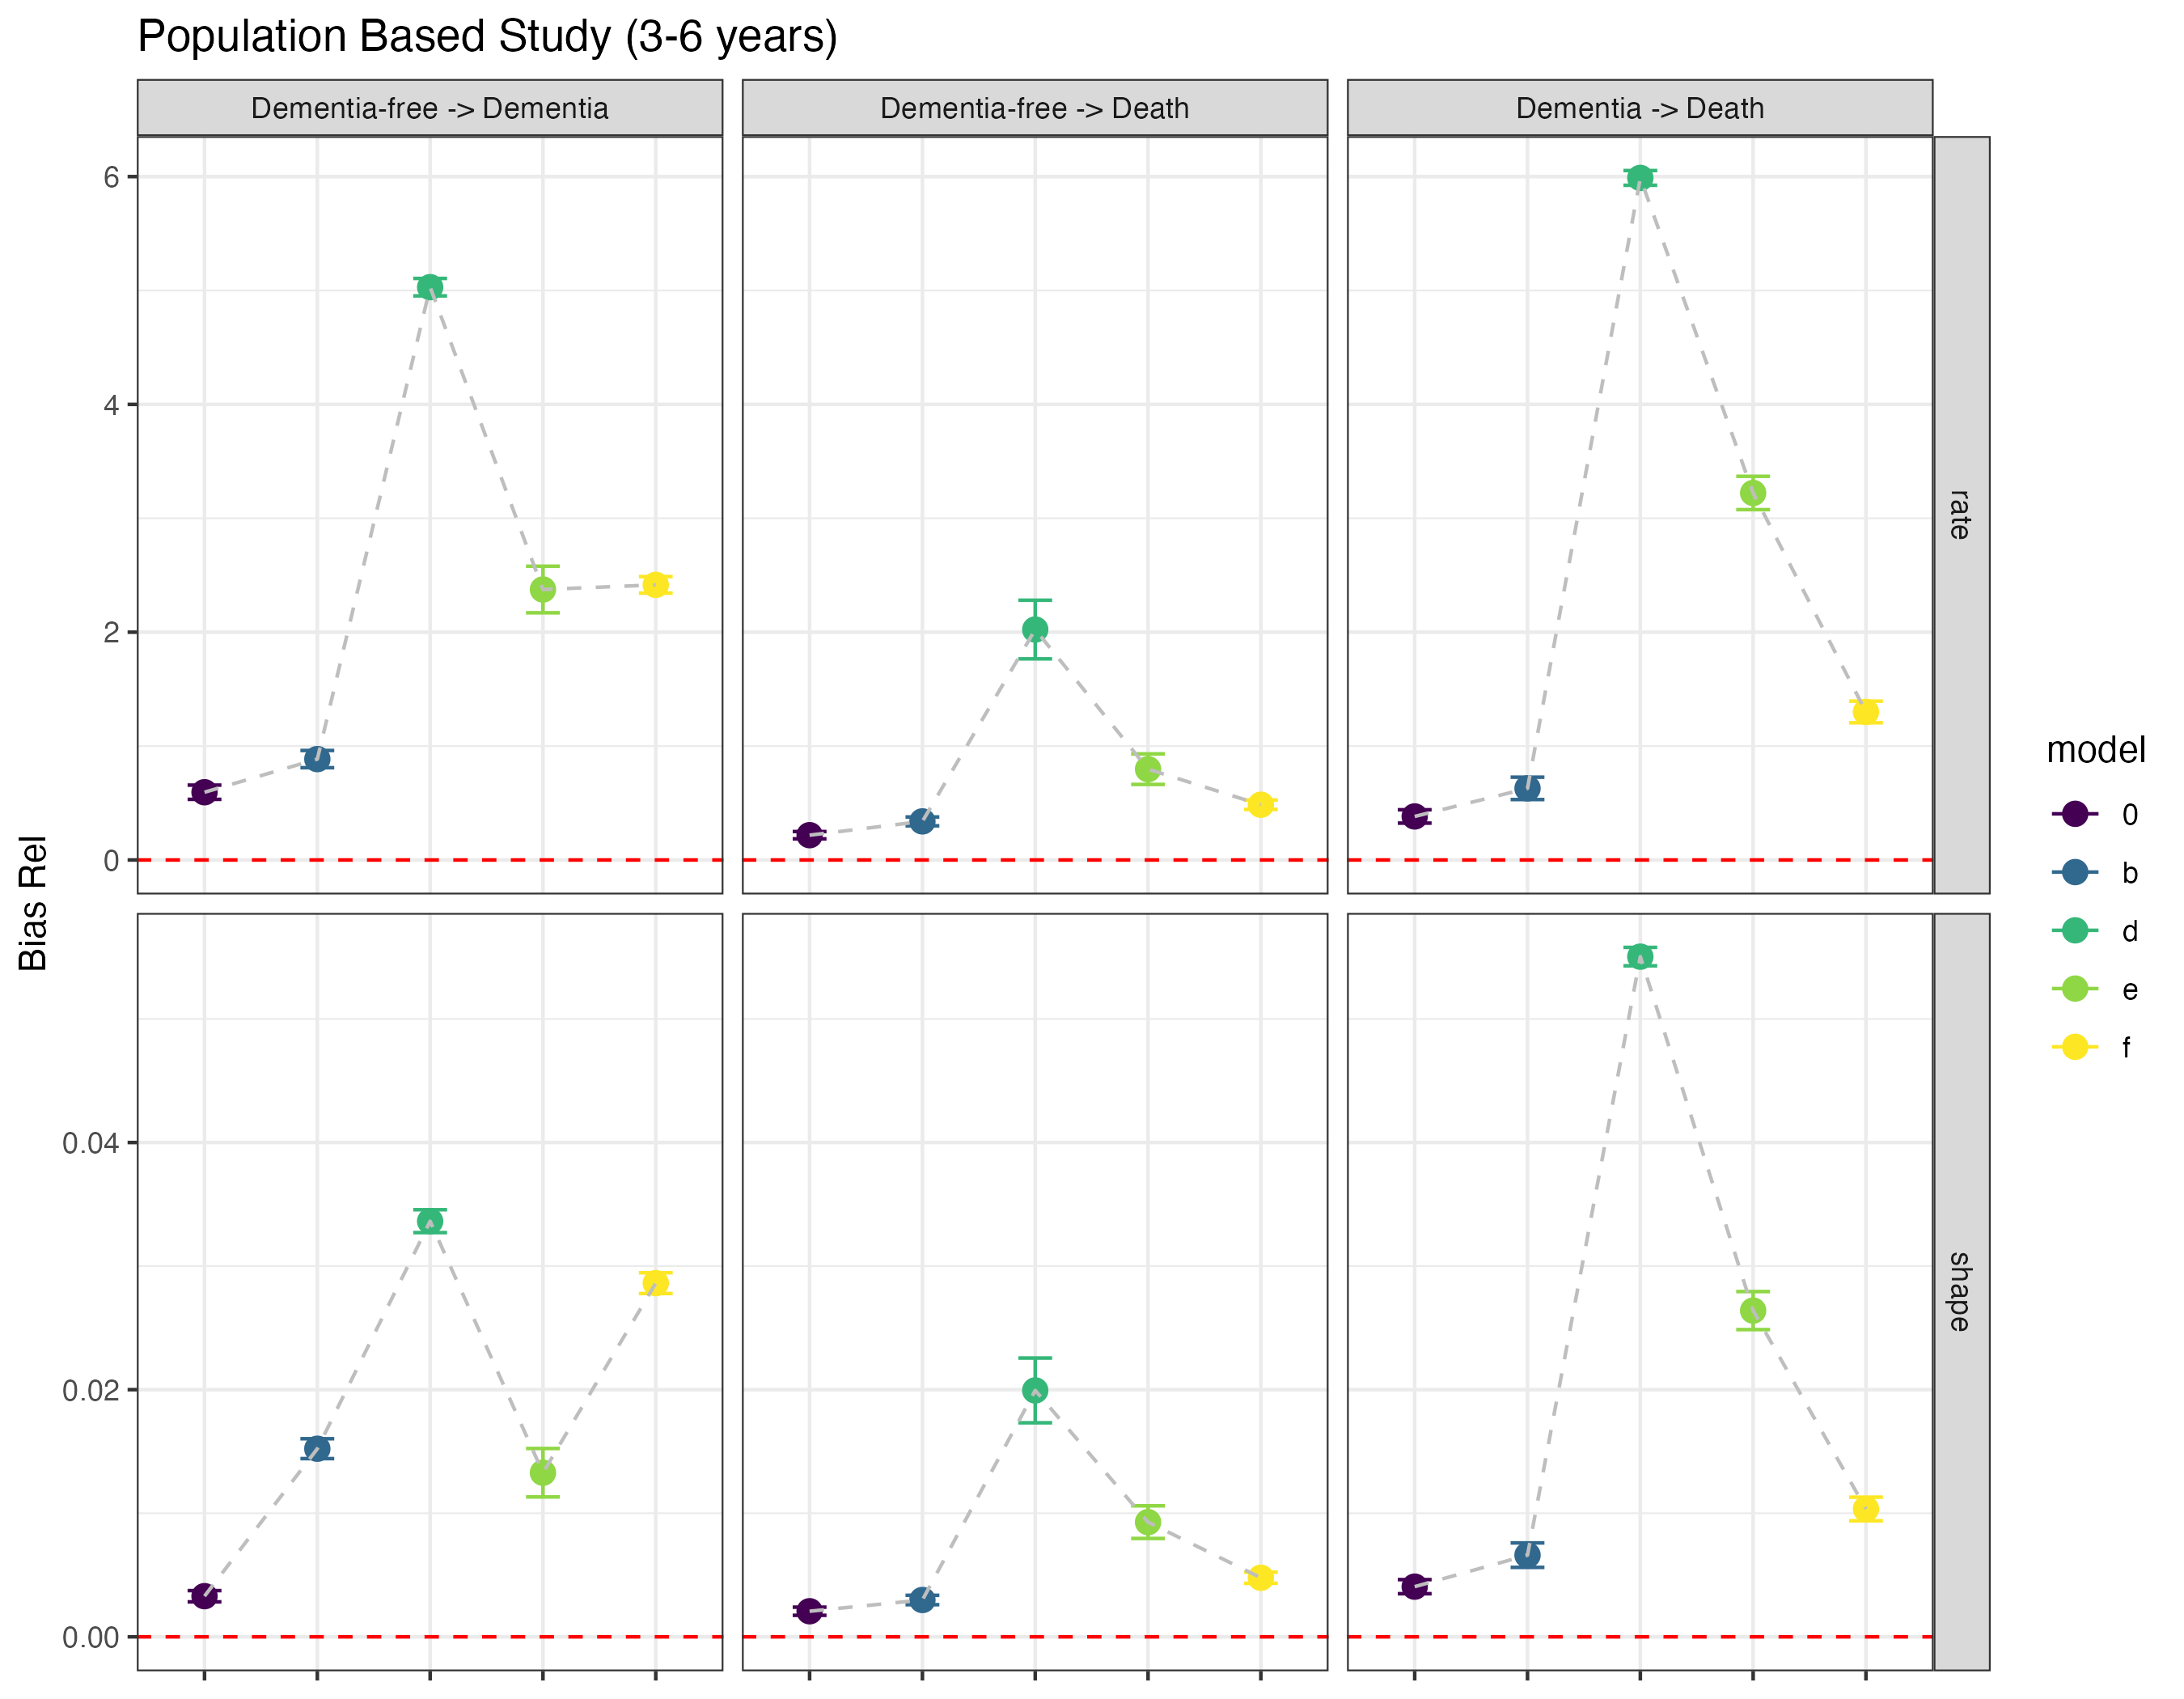 Population Based Study (3-6 years)
Dementia-free -> Dementia
Dementia-free -> Death
Dementia -> Death
6
4
2
0
rate
Bias Rel
0.04
0.02
0.00
shape
model
0
b
d
e
f